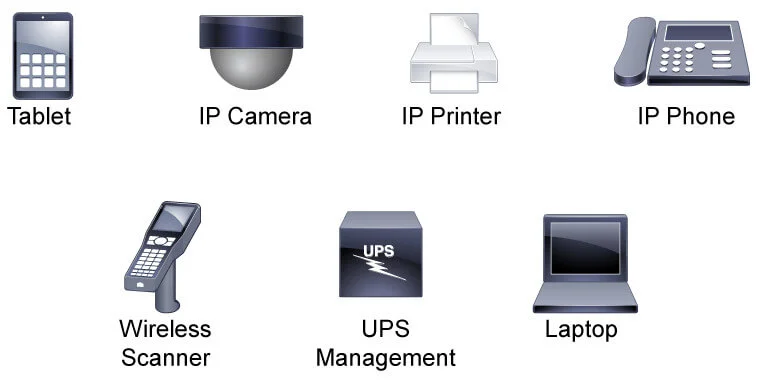 Tablet
IP Camera
IP Printer
IP Phone
UPS
Wireless
Scanner
UPS
Management
Laptop